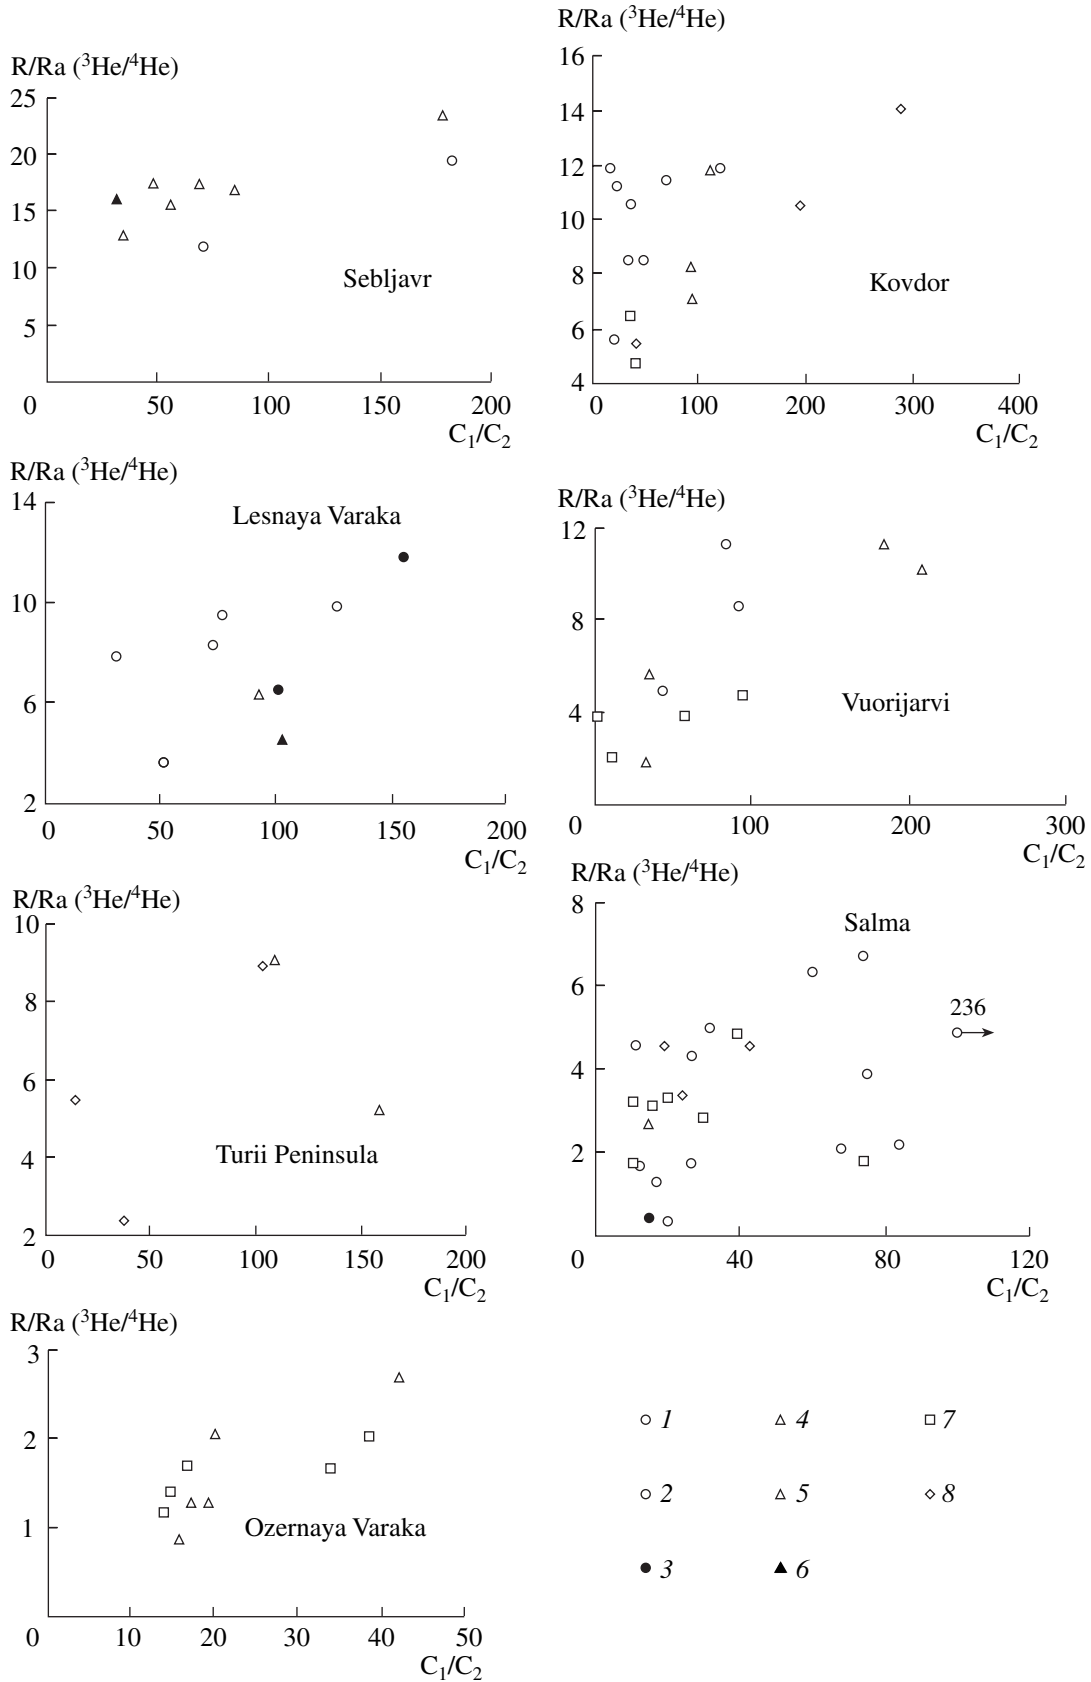 R/Ra (³He/⁴He)
25
20
15
10
5
0 50 100 150 200
C₁/C₂
Sebljavr
R/Ra (³He/⁴He)
16
14
12
10
8
6
4
0 100 200 300 400
C₁/C₂
Kovdor
R/Ra (³He/⁴He)
14
10
6
2
0 50 100 150 200
C₁/C₂
Lesnaya Varaka
R/Ra (³He/⁴He)
12
8
4
0 100 200 300
C₁/C₂
Vuorijarvi
R/Ra (³He/⁴He)
10
8
6
4
2
0 50 100 150 200
C₁/C₂
Turii Peninsula
R/Ra (³He/⁴He)
8
6
4
2
0 40 80 120
C₁/C₂
Salma
236
R/Ra (³He/⁴He)
3
2
1
0 10 20 30 40 50
C₁/C₂
Ozernaya Varaka
1 4 7
2 5 8
3 6